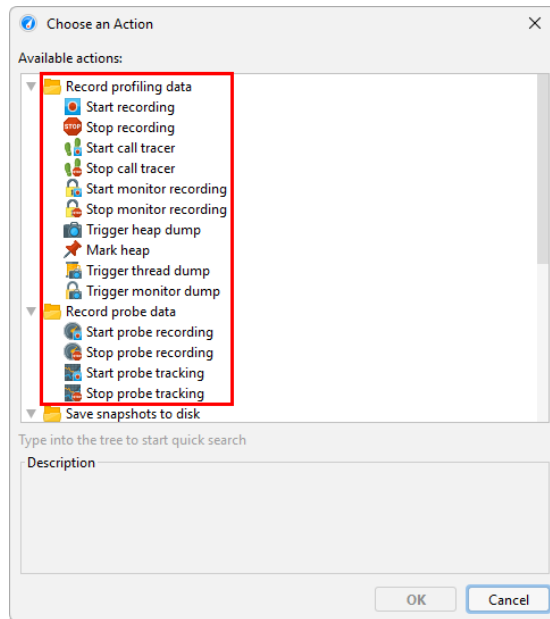 Choose an Action
Available actions:
Record profiling data
Start recording
STOP Stop recording
Start call tracer
Stop call tracer
Start monitor recording
Stop monitor recording
Trigger heap dump
Mark heap
Trigger thread dump
Trigger monitor dump
Record probe data
Start probe recording
Stop probe recording
Start probe tracking
Stop probe tracking
Save snapshots to disk
Type into the tree to start quick search
Description
OK Cancel